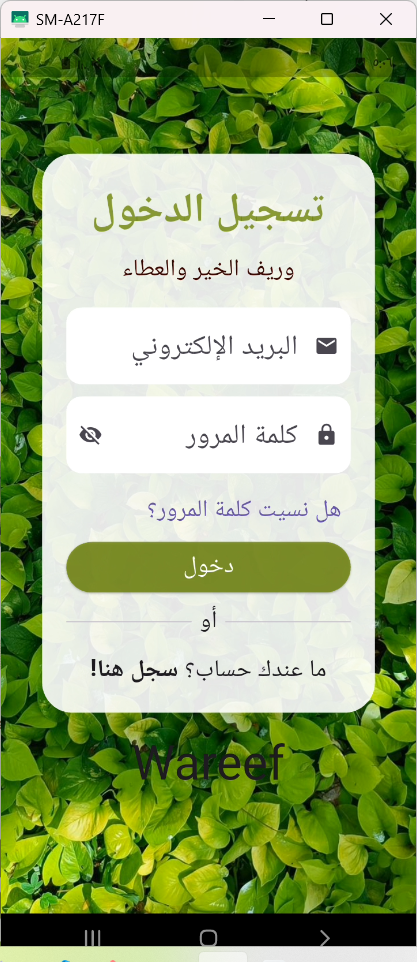 SM-A217F
تسجيل الدخول
وريف الخير والعطاء
البريد الإلكتروني
كلمة المرور
هل نسيت كلمة المرور؟
دخول
أو
ما عندك حساب؟ سجل هنا!
Wareef